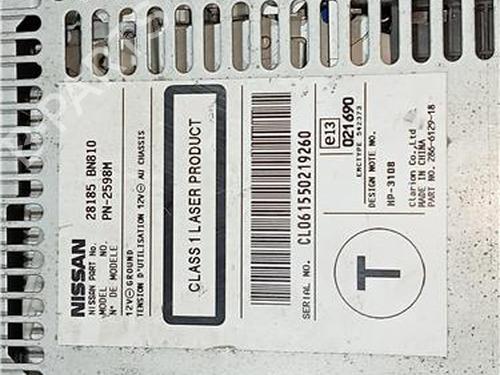 NISSAN
NISSAN PART No. 28185 BN810
MODEL NO. PN-2598M
N° DE MODELE
12V⊖GROUND 12V⊖ AU CHASSIS
TENSION D'UTILISATION
CLASS 1 LASER PRODUCT
SERIAL NO. CL061550219260
e13 021690
EMCTYPE 542373
DESIGN NOTE NO.
HP-3108
Clarion Co.,Ltd
MADE IN CHINA
PART NO. 286-6129-18
T